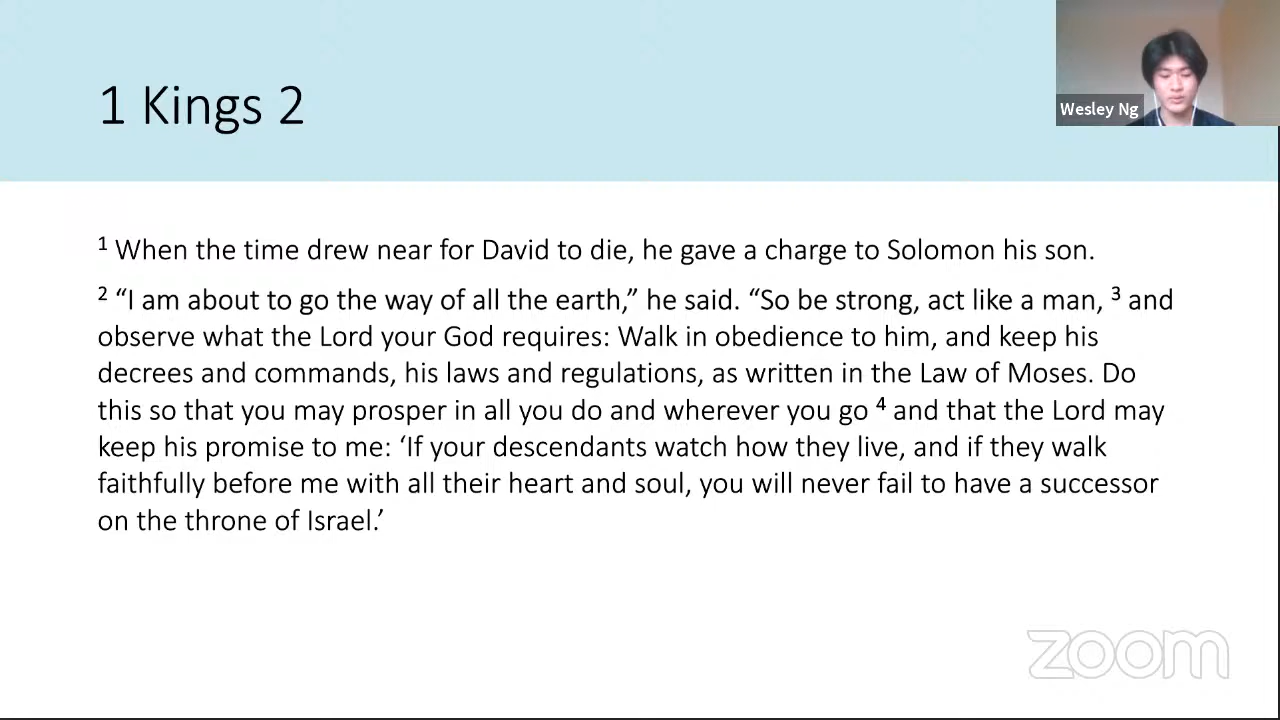 1 Kings 2
Wesley Ng
1 When the time drew near for David to die, he gave a charge to Solomon his son.
2 “I am about to go the way of all the earth,” he said. “So be strong, act like a man, 3 and
observe what the Lord your God requires: Walk in obedience to him, and keep his
decrees and commands, his laws and regulations, as written in the Law of Moses. Do
this so that you may prosper in all you do and wherever you go 4 and that the Lord may
keep his promise to me: ‘If your descendants watch how they live, and if they walk
faithfully before me with all their heart and soul, you will never fail to have a successor
on the throne of Israel.’
zoom